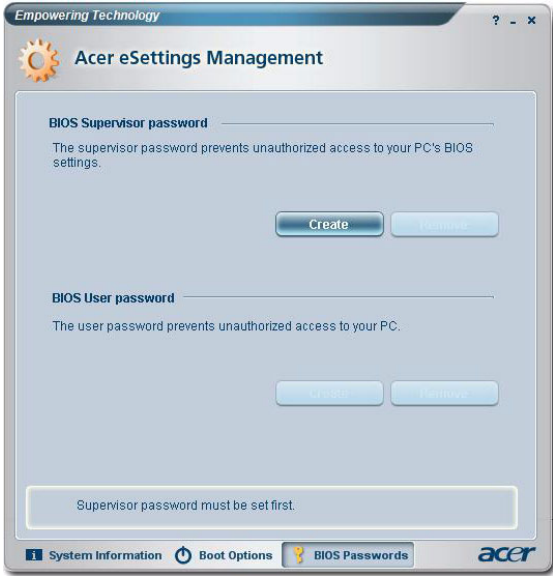 Empowering Technology
? - ×
Acer eSettings Management
BIOS Supervisor password
The supervisor password prevents unauthorized access to your PC's BIOS
settings.
Create Remove
BIOS User password
The user password prevents unauthorized access to your PC.
Create Remove
Supervisor password must be set first.
System Information Boot Options BIOS Passwords acer